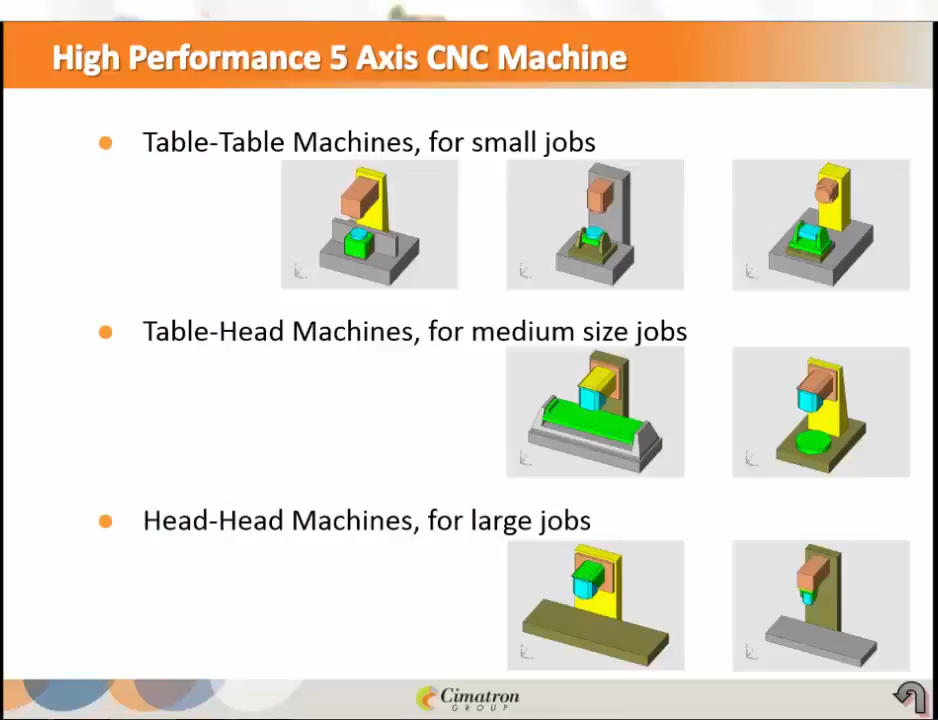 High Performance 5 Axis CNC Machine
Table-Table Machines, for small jobs
Table-Head Machines, for medium size jobs
Head-Head Machines, for large jobs
Cimatron
GROUP